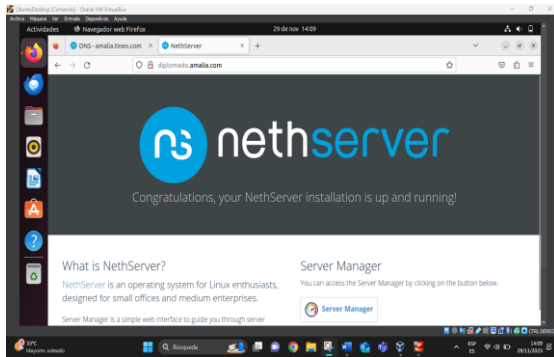 UbuntuDesktop [Corriendo] - Oracle VM VirtualBox
Archivo Máquina Ver Entrada Dispositivos Ayuda
Actividades Navegador web Firefox 29 de nov 14:09
DNS - amalia.tineo.com NethServer
diplomado.amalia.com
ns nethserver
Congratulations, your NethServer installation is up and running!
What is NethServer?
NethServer is an operating system for Linux enthusiasts,
designed for small offices and medium enterprises.
Server Manager is a simple web interface to guide you through server
Server Manager
You can access the Server Manager by clicking on the button below.
Server Manager
CTRL DERECHA
31°C
Mayorm. soleado
Búsqueda
ESP
ES
14:09
29/11/2023